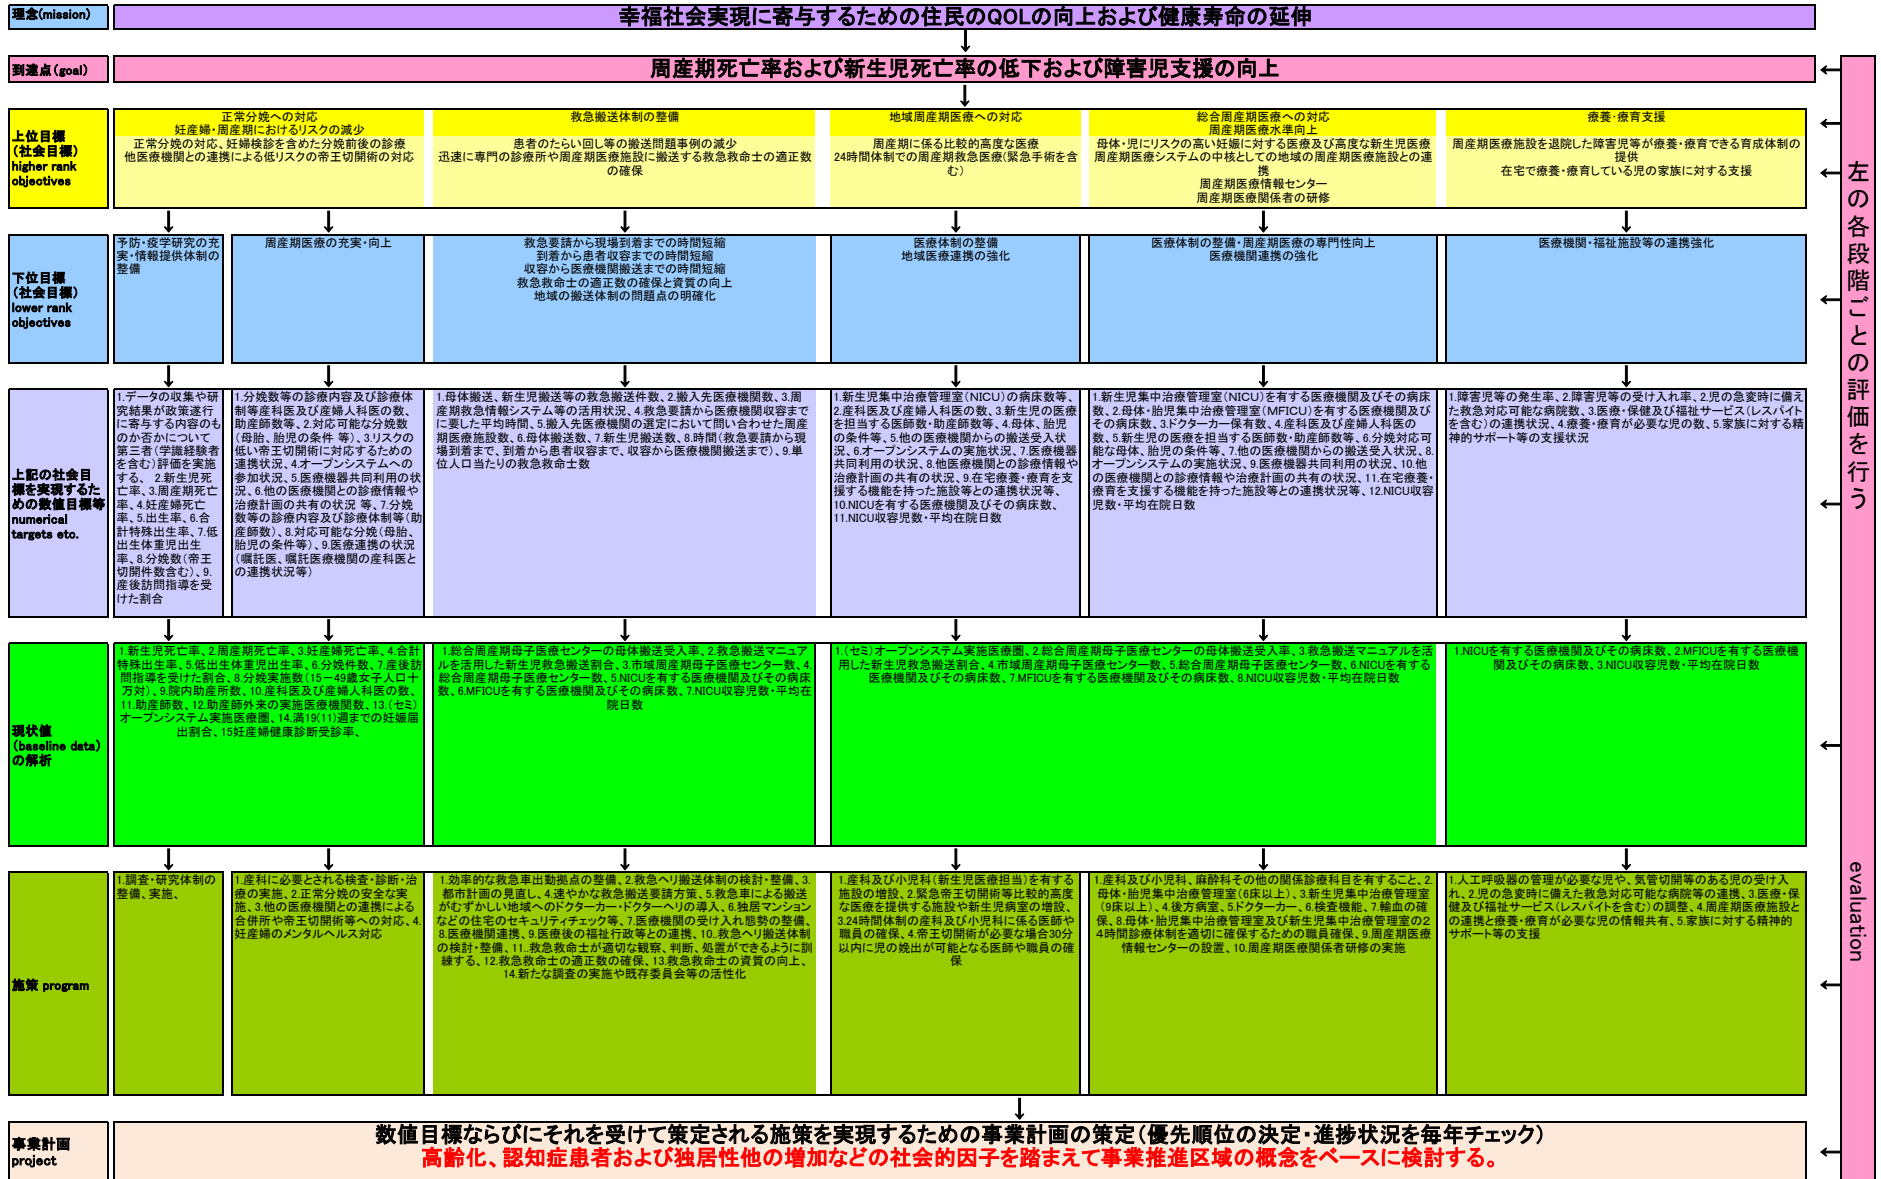 理念(mission)
幸福社会実現に寄与するための住民のQOLの向上および健康寿命の延伸
到達点(goal)
周産期死亡率および新生児死亡率の低下および障害児支援の向上
上位目標
(社会目標)
higher rank
objectives
正常分娩への対応
妊産婦・周産期におけるリスクの減少
正常分娩の対応、妊婦検診を含めた分娩前後の診療
他医療機関との連携による低リスクの帝王切開術の対応
救急搬送体制の整備
患者のたらい回し等の搬送問題事例の減少
迅速に専門の診療所や周産期医療施設に搬送する救急救命士の適正数
の確保
地域周産期医療への対応
周産期に係る比較的高度な医療
24時間体制での周産期救急医療(緊急手術を含
む)
総合周産期医療への対応
周産期医療水準向上
母体・児にリスクの高い妊娠に対する医療及び高度な新生児医療
周産期医療システムの中核としての地域の周産期医療施設との連
携
周産期医療情報センター
周産期医療関係者の研修
療養・療育支援
周産期医療施設を退院した障害児等が療養・療育できる育成体制の
提供
在宅で療養・療育している児の家族に対する支援
下位目標
(社会目標)
lower rank
objectives
予防・疫学研究の充
実・情報提供体制の
整備
周産期医療の充実・向上
救急要請から現場到着までの時間短縮
到着から患者収容までの時間短縮
収容から医療機関搬送までの時間短縮
救急救命士の適正数の確保と資質の向上
地域の搬送体制の問題点の明確化
医療体制の整備
地域医療連携の強化
医療体制の整備・周産期医療の専門性向上
医療機関連携の強化
医療機関・福祉施設等の連携強化
上記の社会目
標を実現するた
めの数値目標等
numerical
targets etc.
1.データの収集や研
究結果が政策遂行
に寄与する内容のも
のか否かについて
第三者(学識経験者
を含む)評価を実施
する、 2.新生児死
亡率、3.周産期死亡
率、4.妊産婦死亡
率、5.出生率、6.合
計特殊出生率、7.低
出生体重児出生
率、8.分娩数(帝王
切開件数含む)、9.
産後訪問指導を受
けた割合
1.分娩数等の診療内容及び診療体
制等産科医及び産婦人科医の数、
助産師数等、2.対応可能な分娩数
(母胎、胎児の条件 等)、3.リスクの
低い帝王切開術に対応するための
連携状況、4.オープンシステムへの
参加状況、5.医療機器共同利用の状
況、6.他の医療機関との診療情報や
治療計画の共有の状況 等、7.分娩
数等の診療内容及び診療体制等(助
産師数)、8.対応可能な分娩(母胎、
胎児の条件等)、9.医療連携の状況
(嘱託医、嘱託医療機関の産科医と
の連携状況等)
1.母体搬送、新生児搬送等の救急搬送件数、2.搬入先医療機関数、3.周
産期救急情報システム等の活用状況、4.救急要請から医療機関収容まで
に要した平均時間、5.搬入先医療機関の選定において問い合わせた周産
期医療施設数、6.母体搬送数、7.新生児搬送数、8.時間(救急要請から現
場到着まで、到着から患者収容まで、収容から医療機関搬送まで)、9.単
位人口当たりの救急救命士数
1.新生児集中治療管理室(NICU)の病床数等、
2.産科医及び産婦人科医の数、3.新生児の医療
を担当する医師数・助産師数等、4.母体、胎児
の条件等、5.他の医療機関からの搬送受入状
況、6.オープンシステムの実施状況、7.医療機器
共同利用の状況、8.他医療機関との診療情報や
治療計画の共有の状況、9.在宅療養・療育を支
援する機能を持った施設等との連携状況等、
10.NICUを有する医療機関及びその病床数、
11.NICU収容児数・平均在院日数
1.新生児集中治療管理室(NICU)を有する医療機関及びその病床
数、2.母体・胎児集中治療管理室(MFICU)を有する医療機関及び
その病床数、3.ドクターカー保有数、4.産科医及び産婦人科医の
数、5.新生児の医療を担当する医師数・助産師数等、6.分娩対応可
能な母体、胎児の条件等、7.他の医療機関からの搬送受入状況、8.
オープンシステムの実施状況、9.医療機器共同利用の状況、10.他
の医療機関との診療情報や治療計画の共有の状況、11.在宅療養・
療育を支援する機能を持った施設等との連携状況等、12.NICU収容
児数・平均在院日数
1.障害児等の発生率、2.障害児等の受け入れ率、2.児の急変時に備え
た救急対応可能な病院数、3.医療・保健及び福祉サービス(レスパイト
を含む)の連携状況、4.療養・療育が必要な児の数、5.家族に対する精
神的サポート等の支援状況
現状値
(baseline data)
の解析
1.新生児死亡率、2.周産期死亡率、3.妊産婦死亡率、4.合計
特殊出生率、5.低出生体重児出生率、6.分娩件数、7.産後訪
問指導を受けた割合、8.分娩実施数(15－49歳女子人口十
万対)、9.院内助産所数、10.産科医及び産婦人科医の数、
11.助産師数、12.助産師外来の実施医療機関数、13.(セミ)
オープンシステム実施医療圏、14.満19(11)週までの妊娠届
出割合、15妊産婦健康診断受診率、
1.総合周産期母子医療センターの母体搬送受入率、2.救急搬送マニュア
ルを活用した新生児救急搬送割合、3.市域周産期母子医療センター数、4.
総合周産期母子医療センター数、5.NICUを有する医療機関及びその病床
数、6.MFICUを有する医療機関及びその病床数、7.NICU収容児数・平均在
院日数
1.(セミ)オープンシステム実施医療圏、2.総合周産期母子医療センターの母体搬送受入率、3.救急搬送マニュアルを活
用した新生児救急搬送割合、4.市域周産期母子医療センター数、5.総合周産期母子医療センター数、6.NICUを有する
医療機関及びその病床数、7.MFICUを有する医療機関及びその病床数、8.NICU収容児数・平均在院日数
1.NICUを有する医療機関及びその病床数、2.MFICUを有する医療機
関及びその病床数、3.NICU収容児数・平均在院日数
施策 program
1.調査・研究体制の
整備、実施、
1.産科に必要とされる検査・診断・治
療の実施、2.正常分娩の安全な実
施、3.他の医療機関との連携による
合併所や帝王切開術等への対応、4.
妊産婦のメンタルヘルス対応
1.効率的な救急車出動拠点の整備、2.救急ヘリ搬送体制の検討・整備、3.
都市計画の見直し、4.速やかな救急搬送要請方策、5.救急車による搬送
がむずかしい地域へのドクターカー・ドクターヘリの導入、6.独居マンション
などの住宅のセキュリティチェック等、7.医療機関の受け入れ態勢の整備、
8.医療機関連携、9.医療後の福祉行政等との連携、10..救急ヘリ搬送体制
の検討・整備、11..救急救命士が適切な観察、判断、処置ができるように訓
練する、12.救急救命士の適正数の確保、13.救急救命士の資質の向上、
14.新たな調査の実施や既存委員会等の活性化
1.産科及び小児科(新生児医療担当)を有する
施設の増設、2.緊急帝王切開術等比較的高度
な医療を提供する施設や新生児病室の増設、
3.24時間体制の産科及び小児科に係る医師や
職員の確保、4.帝王切開術が必要な場合30分
以内に児の娩出が可能となる医師や職員の確
保
1.産科及び小児科、麻酔科その他の関係診療科目を有すること、2.
母体・胎児集中治療管理室(6床以上)、3.新生児集中治療管理室
(9床以上)、4.後方病室、5.ドクターカー、6.検査機能、7.輸血の確
保、8.母体・胎児集中治療管理室及び新生児集中治療管理室の2
4時間診療体制を適切に確保するための職員確保、9.周産期医療
情報センターの設置、10.周産期医療関係者研修の実施
1.人工呼吸器の管理が必要な児や、気管切開等のある児の受け入
れ、2.児の急変時に備えた救急対応可能な病院等の連携、3.医療・保
健及び福祉サービス(レスパイトを含む)の調整、4.周産期医療施設と
の連携と療養・療育が必要な児の情報共有、5.家族に対する精神的
サポート等の支援
事業計画
project
数値目標ならびにそれを受けて策定される施策を実現するための事業計画の策定(優先順位の決定・進捗状況を毎年チェック)
高齢化、認知症患者および独居性他の増加などの社会的因子を踏まえて事業推進区域の概念をベースに検討する。
左の各段階ごとの評価を行う
evaluation